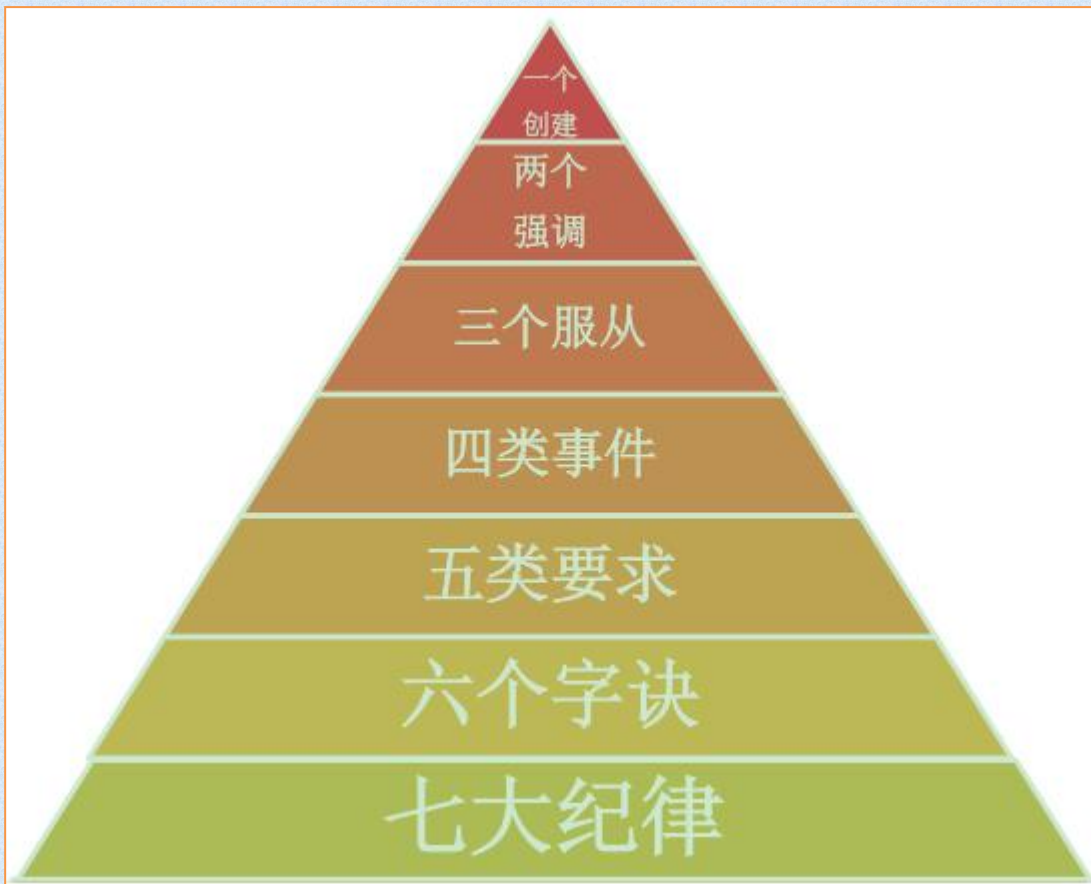 一个
创建
两个
强调
三个服从
四类事件
五类要求
六个字诀
七大纪律